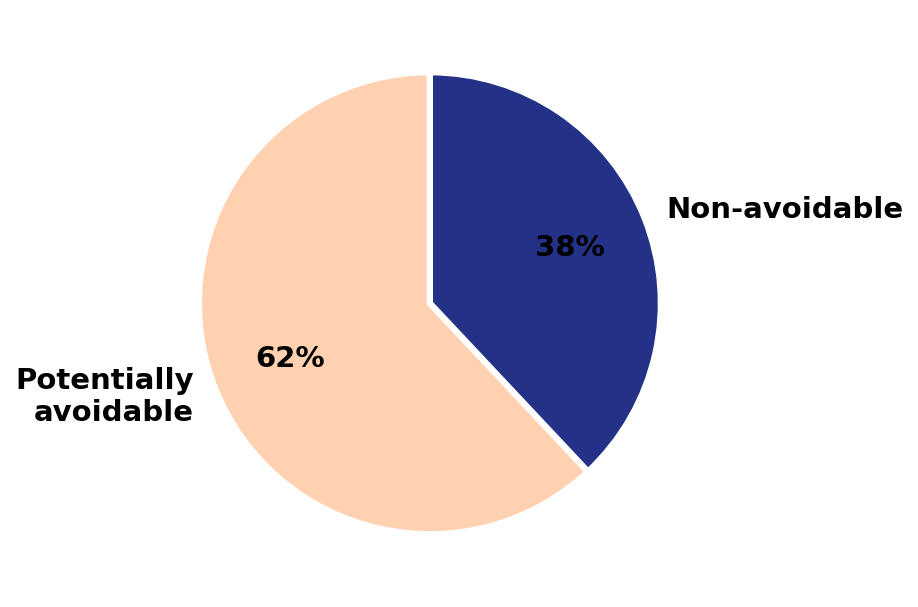 Non-avoidable
38%
62%
Potentially
avoidable